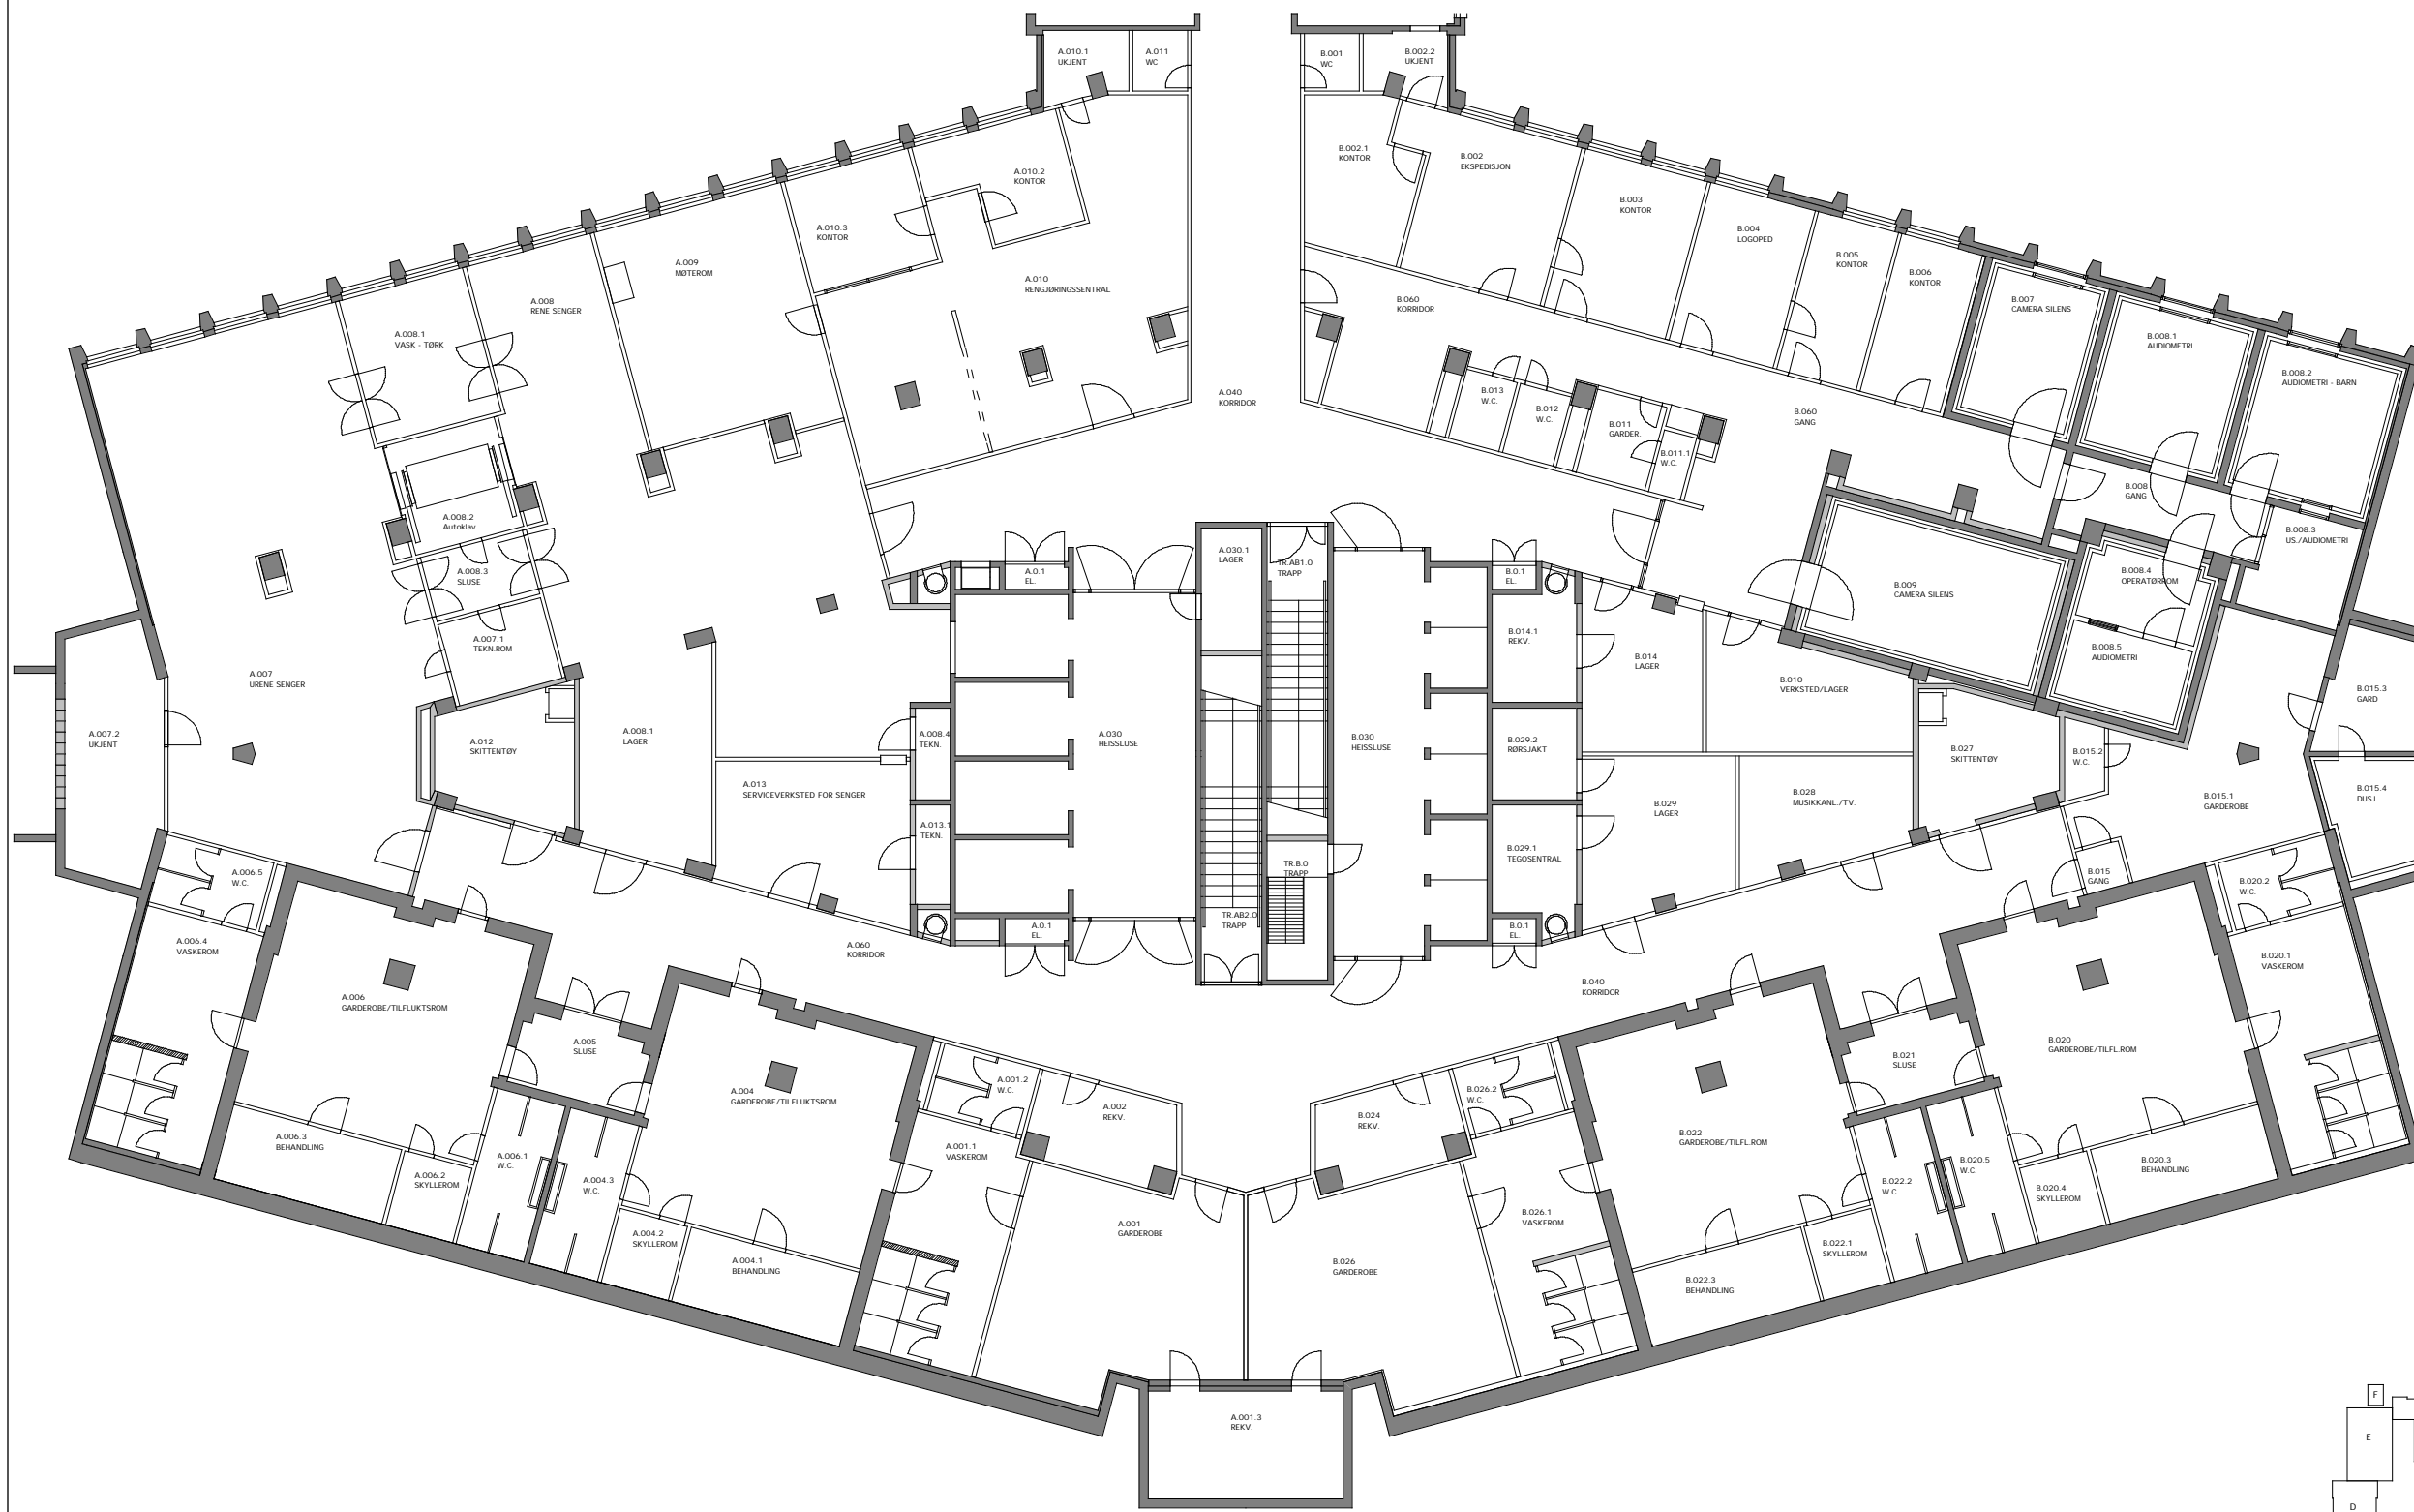 A.010.1
UKJENT
A.011
WC
B.001
WC
B.002.2
UKJENT
A.010.2
KONTOR
B.002.1
KONTOR
B.002
EKSPEDISJON
A.010.3
KONTOR
B.003
KONTOR
B.004
LOGOPED
A.009
MØTEROM
A.010
RENGJØRINGSSENTRAL
B.005
KONTOR
B.006
KONTOR
A.008
RENE SENGER
B.060
KORRIDOR
B.007
CAMERA SILENS
A.008.1
VASK - TØRK
B.008.1
AUDIOMETRI
B.008.2
AUDIOMETRI - BARN
A.040
KORRIDOR
B.013
W.C.
B.012
W.C.
B.011
GARDER.
B.060
GANG
B.011.1
W.C.
B.008
GANG
A.008.2
Autoklav
B.008.3
US./AUDIOMETRI
A.030.1
LAGER
TR.AB1.0
TRAPP
A.008.3
SLUSE
A.0.1
EL.
B.0.1
EL.
B.008.4
OPERATØRROM
B.009
CAMERA SILENS
A.007.1
TEKN.ROM
B.014.1
REKV.
B.014
LAGER
B.008.5
AUDIOMETRI
A.007
URENE SENGER
B.010
VERKSTED/LAGER
B.015.3
GARD
A.007.2
UKJENT
A.012
SKITTENTØY
A.008.1
LAGER
A.008.4
TEKN.
A.030
HEISSLUSE
B.030
HEISSLUSE
B.029.2
RØRSJAKT
B.027
SKITTENTØY
B.015.2
W.C.
A.013
SERVICEVERKSTED FOR SENGER
B.029
LAGER
B.028
MUSIKKANL./TV.
B.015.1
GARDEROBE
B.015.4
DUSJ
A.013.1
TEKN.
B.029.1
TEGOSENTRAL
TR.B.0
TRAPP
A.006.5
W.C.
B.015
GANG
B.020.2
W.C.
A.006.4
VASKEROM
A.060
KORRIDOR
A.0.1
EL.
TR.AB2.0
TRAPP
B.0.1
EL.
B.020.1
VASKEROM
B.040
KORRIDOR
A.006
GARDEROBE/TILFLUKTSROM
A.005
SLUSE
B.020
GARDEROBE/TILFL.ROM
B.021
SLUSE
A.004
GARDEROBE/TILFLUKTSROM
A.001.2
W.C.
A.002
REKV.
B.024
REKV.
B.026.2
W.C.
A.006.3
BEHANDLING
A.001.1
VASKEROM
B.022
GARDEROBE/TILFL.ROM
A.006.2
SKYLLEROM
A.006.1
W.C.
A.004.3
W.C.
B.022.2
W.C.
B.020.5
W.C.
B.020.3
BEHANDLING
B.020.4
SKYLLEROM
A.001
GARDEROBE
B.026.1
VASKEROM
A.004.2
SKYLLEROM
A.004.1
BEHANDLING
B.026
GARDEROBE
B.022.1
SKYLLEROM
B.022.3
BEHANDLING
A.001.3
REKV.
F
E
D